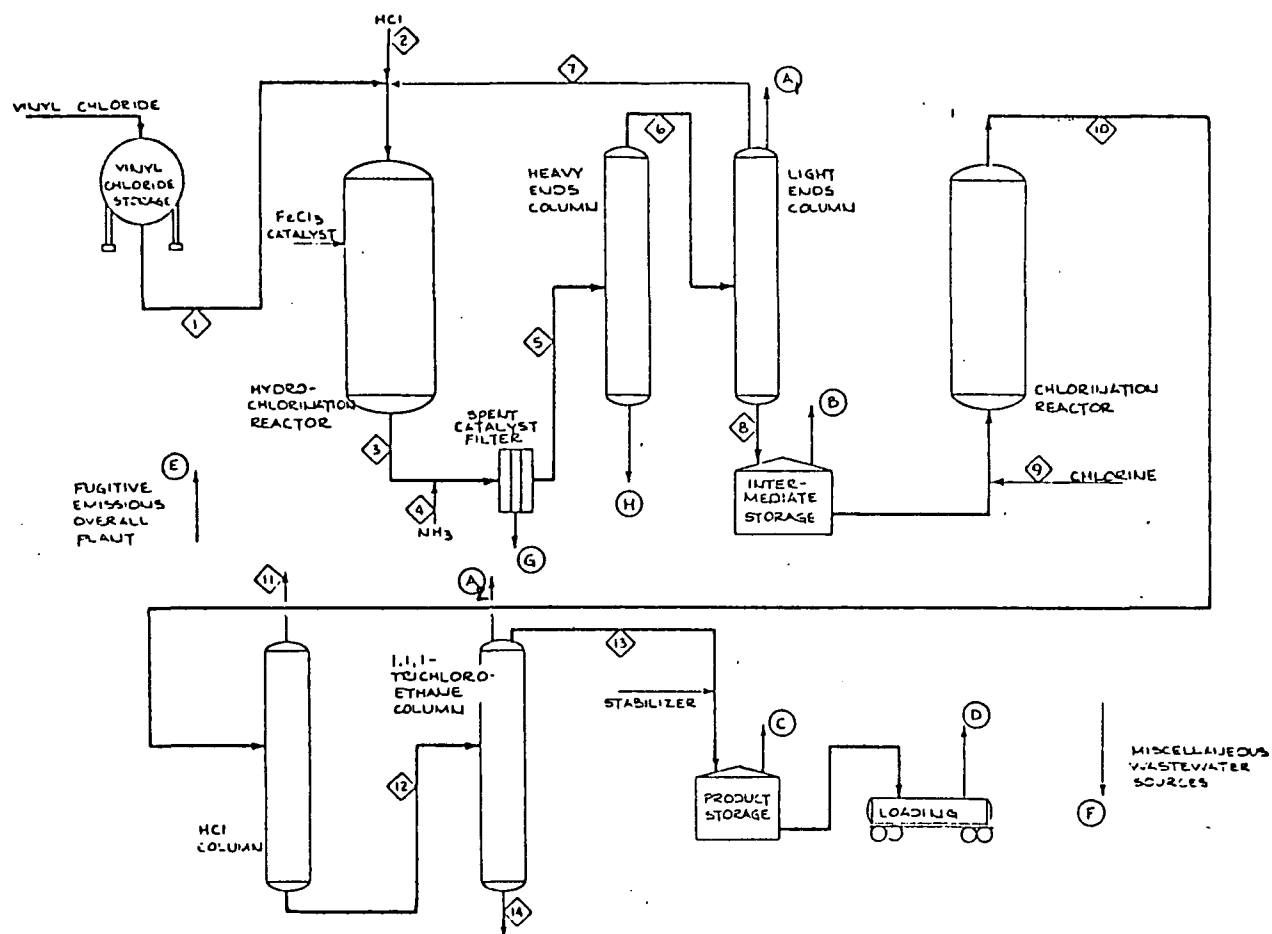 HCl
2
7
A1
VINYL CHLORIDE
6
10
VINYL
CHLORIDE
STORAGE
HEAVY
ENDS
COLUMN
LIGHT
ENDS
COLUMN
FeCl3
CATALYST
1
5
HYDRO-
CHLORINATION
REACTOR
SPENT
CATALYST
FILTER
CHLORINATION
REACTOR
3
8
B
E
FUGITIVE
EMISSIONS
OVERALL
PLANT
4
NH3
H
INTER-
MEDIATE
STORAGE
9
CHLORINE
G
11
A2
13
1,1,1-
TRICHLORO-
ETHANE
COLUMN
STABILIZER
C
D
MISCELLANEOUS
WASTEWATER
SOURCES
12
PRODUCT
STORAGE
LOADING
F
HCl
COLUMN
14